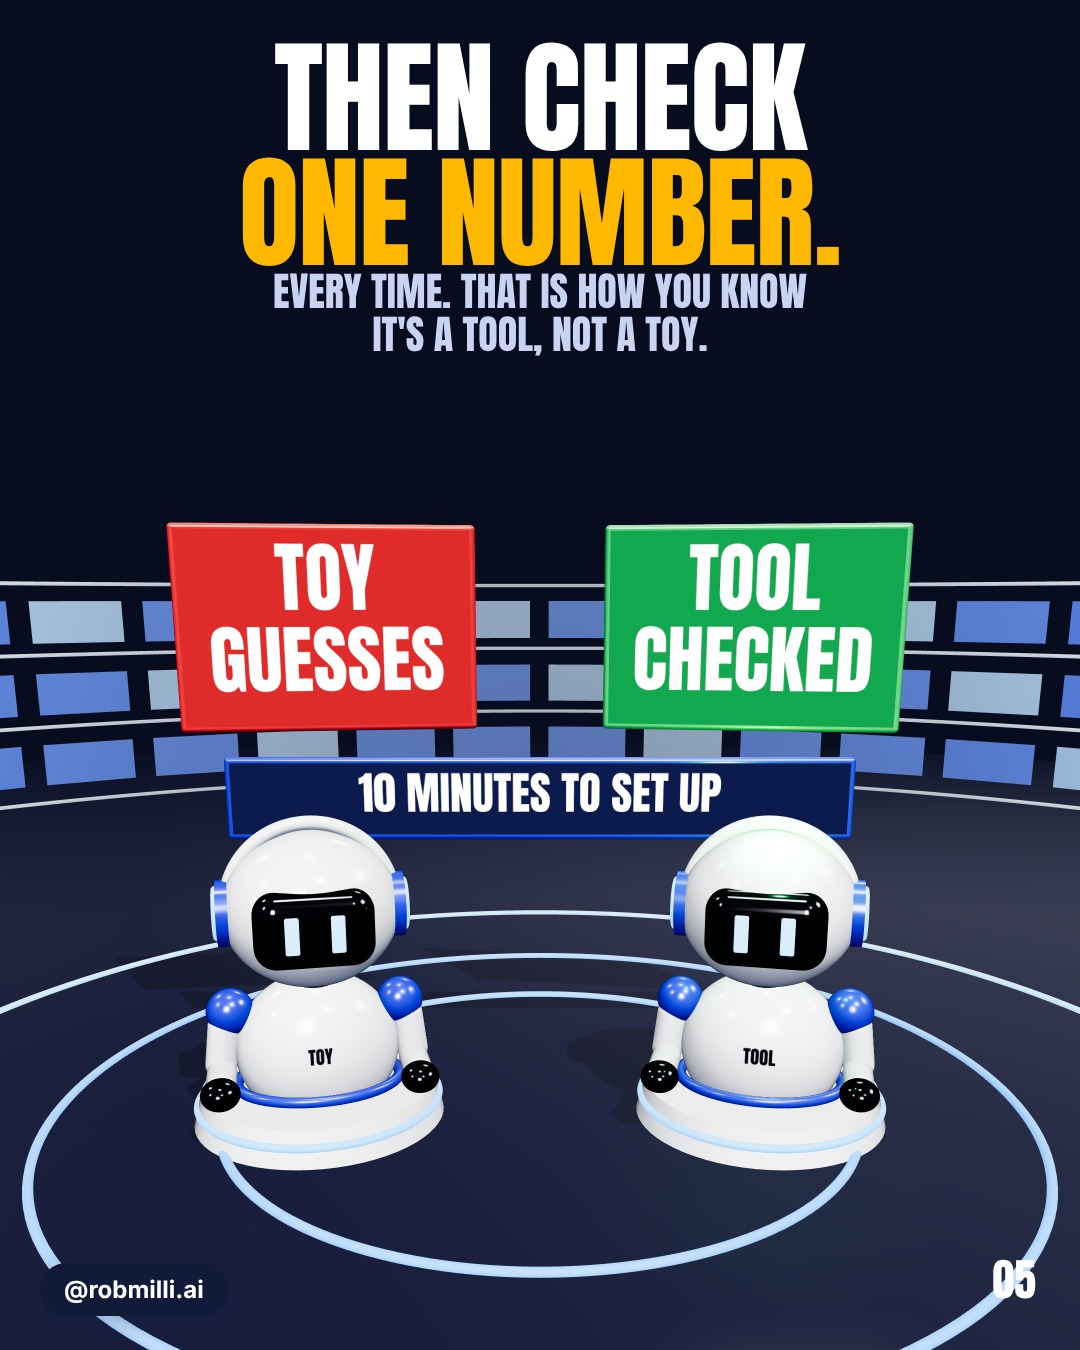 THEN CHECK
ONE NUMBER.
EVERY TIME. THAT IS HOW YOU KNOW
IT'S A TOOL, NOT A TOY.
TOY
GUESSES
TOOL
CHECKED
10 MINUTES TO SET UP
TOY
TOOL
@robmilli.ai
05